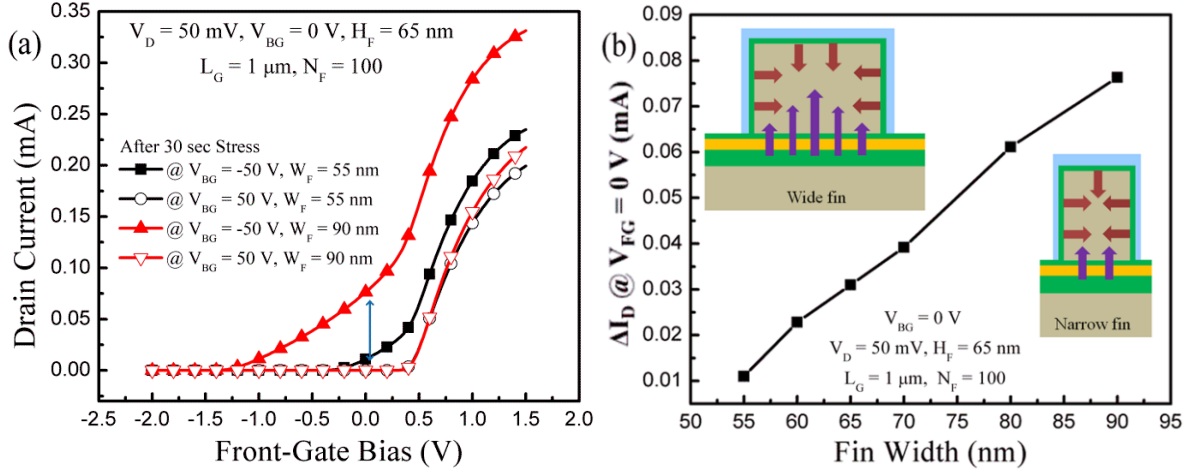 (a)
V_D = 50 mV, V_BG = 0 V, H_F = 65 nm
L_G = 1 μm, N_F = 100
After 30 sec Stress
@ V_BG = -50 V, W_F = 55 nm
@ V_BG = 50 V, W_F = 55 nm
@ V_BG = -50 V, W_F = 90 nm
@ V_BG = 50 V, W_F = 90 nm
Drain Current (mA)
0.35
0.30
0.25
0.20
0.15
0.10
0.05
0.00
-2.5 -2.0 -1.5 -1.0 -0.5 0.0 0.5 1.0 1.5 2.0
Front-Gate Bias (V)
(b)
ΔI_D @ V_FG = 0 V (mA)
0.09
0.08
0.07
0.06
0.05
0.04
0.03
0.02
0.01
Wide fin
Narrow fin
V_BG = 0 V
V_D = 50 mV, H_F = 65 nm
L_G = 1 μm, N_F = 100
50 55 60 65 70 75 80 85 90 95
Fin Width (nm)